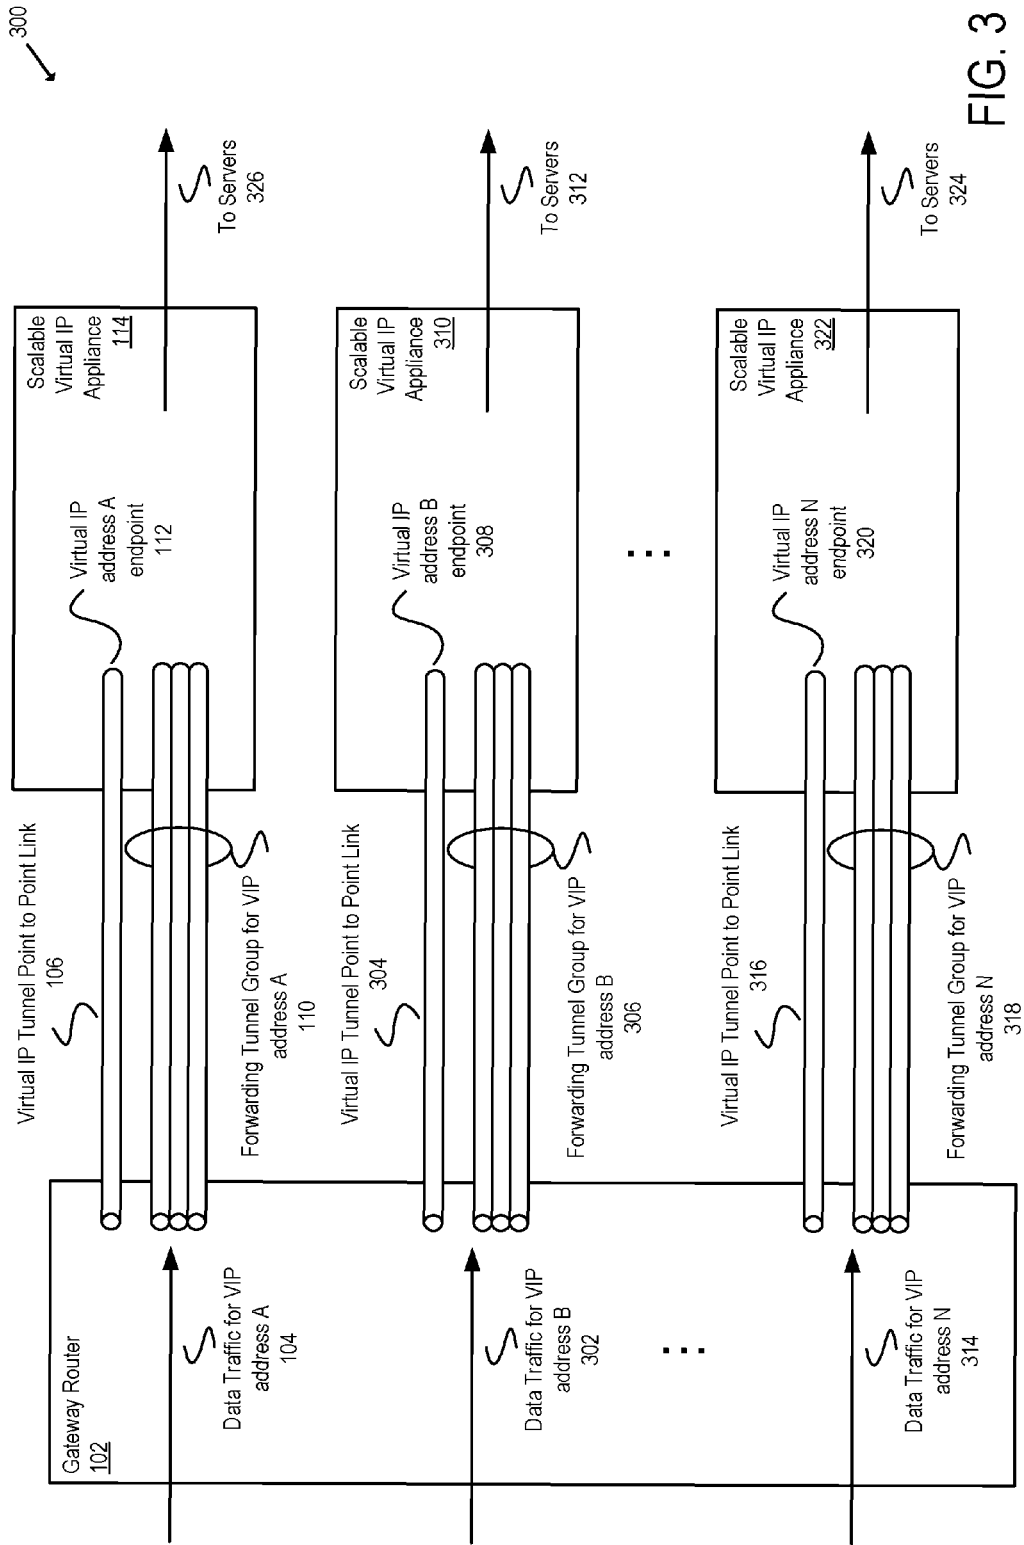 300
Gateway Router
102
Data Traffic for VIP
address A
104
Virtual IP Tunnel Point to Point Link
106
Forwarding Tunnel Group for VIP
address A
110
Virtual IP
address A
endpoint
112
Scalable
Virtual IP
Appliance
114
To Servers
326
Data Traffic for VIP
address B
302
Virtual IP Tunnel Point to Point Link
304
Forwarding Tunnel Group for VIP
address B
306
Virtual IP
address B
endpoint
308
Scalable
Virtual IP
Appliance
310
To Servers
312
...
...
Data Traffic for VIP
address N
314
Virtual IP Tunnel Point to Point Link
316
Forwarding Tunnel Group for VIP
address N
318
Virtual IP
address N
endpoint
320
Scalable
Virtual IP
Appliance
322
To Servers
324
FIG. 3